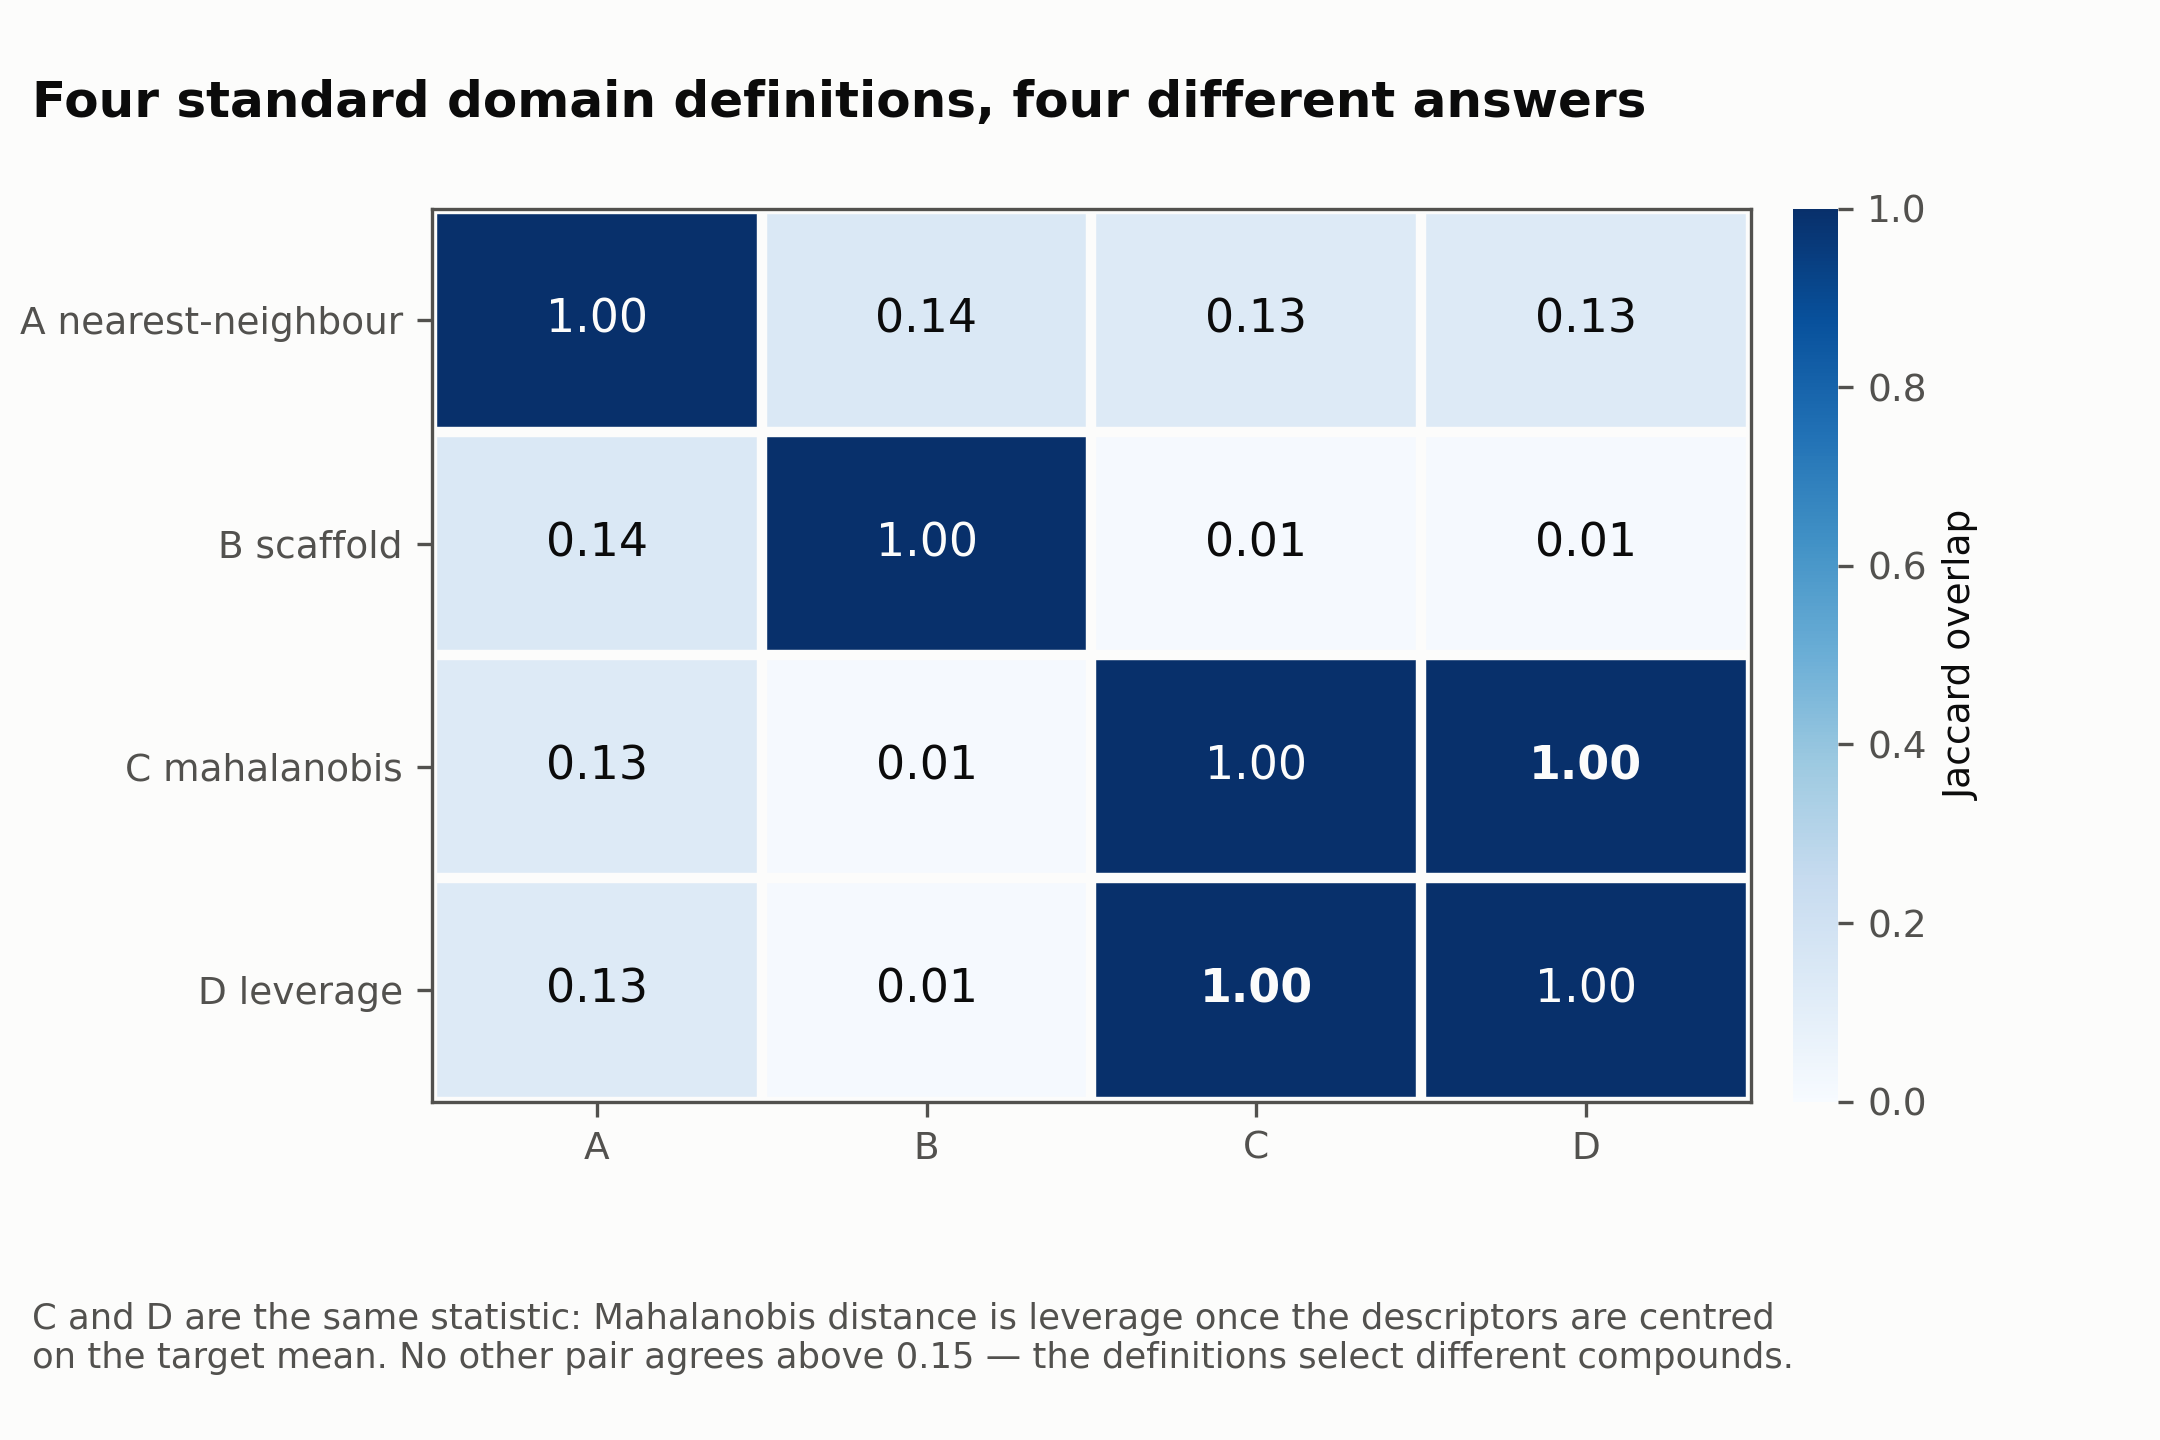 Four standard domain definitions, four different answers
A nearest-neighbour 1.00 0.14 0.13 0.13
B scaffold 0.14 1.00 0.01 0.01
C mahalanobis 0.13 0.01 1.00 1.00
D leverage 0.13 0.01 1.00 1.00
A B C D
1.0
0.8
0.6
0.4
0.2
0.0
Jaccard overlap
C and D are the same statistic: Mahalanobis distance is leverage once the descriptors are centred
on the target mean. No other pair agrees above 0.15 — the definitions select different compounds.